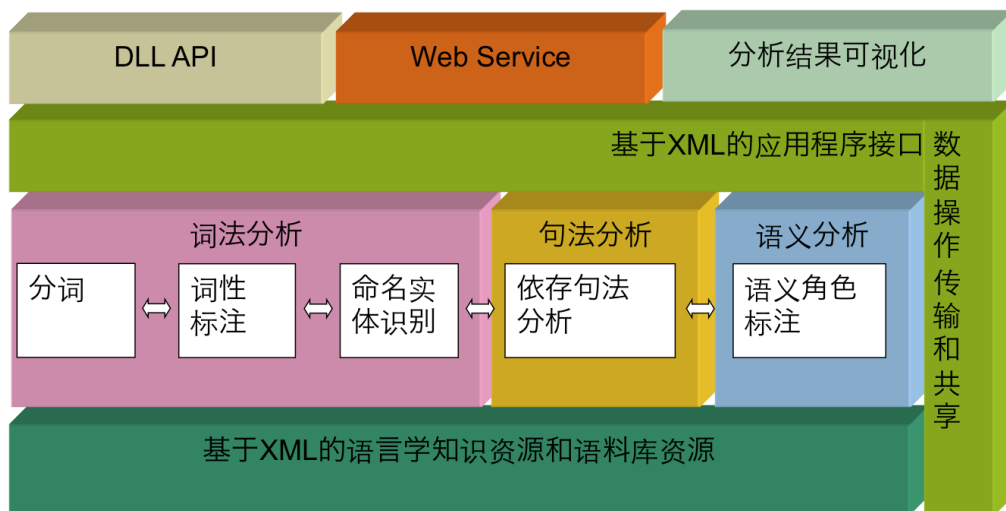 DLL API
Web Service
分析结果可视化
基于XML的应用程序接口
数据操作传输和共享
词法分析
句法分析
语义分析
分词
词性
标注
命名实
体识别
依存句法
分析
语义角色
标注
基于XML的语言学知识资源和语料库资源